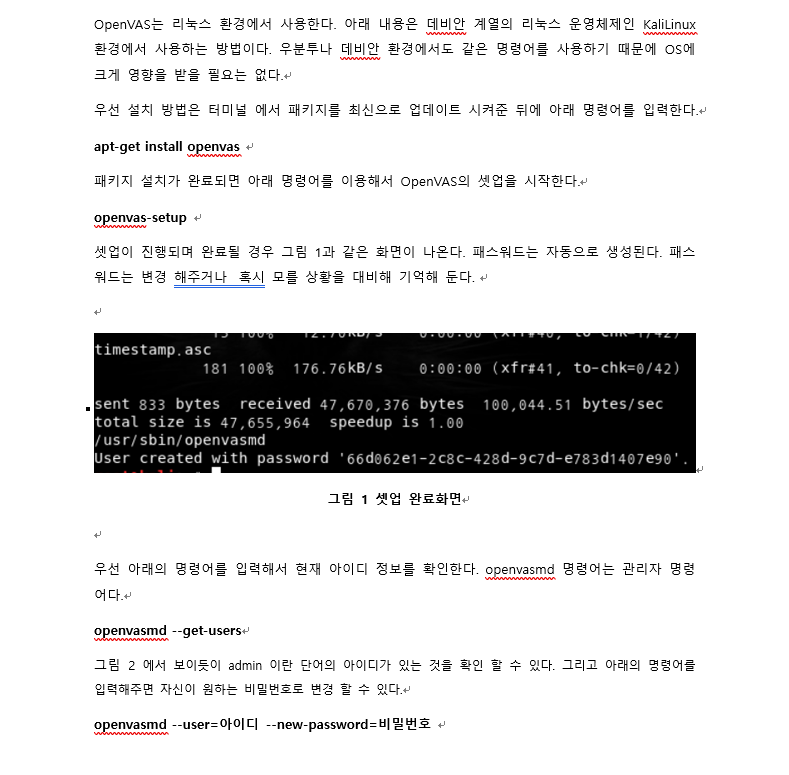 OpenVAS는 리눅스 환경에서 사용한다. 아래 내용은 데비안 계열의 리눅스 운영체제인 KaliLinux
환경에서 사용하는 방법이다. 우분투나 데비안 환경에서도 같은 명령어를 사용하기 때문에 OS에
크게 영향을 받을 필요는 없다.
우선 설치 방법은 터미널 에서 패키지를 최신으로 업데이트 시켜준 뒤에 아래 명령어를 입력한다.
apt-get install openvas
패키지 설치가 완료되면 아래 명령어를 이용해서 OpenVAS의 셋업을 시작한다.
openvas-setup
셋업이 진행되며 완료될 경우 그림 1과 같은 화면이 나온다. 패스워드는 자동으로 생성된다. 패스
워드는 변경 해주거나 혹시 모를 상황을 대비해 기억해 둔다.
timestamp.asc
181 100% 176.76kB/s 0:00:00 (xfr#41, to-chk=0/42)
sent 833 bytes received 47,670,376 bytes 100,044.51 bytes/sec
total size is 47,655,964 speedup is 1.00
/usr/sbin/openvasmd
User created with password '66d062e1-2c8c-428d-9c7d-e783d1407e90'.
그림 1 셋업 완료화면
우선 아래의 명령어를 입력해서 현재 아이디 정보를 확인한다. openvasmd 명령어는 관리자 명령
어다.
openvasmd --get-users
그림 2 에서 보이듯이 admin 이란 단어의 아이디가 있는 것을 확인 할 수 있다. 그리고 아래의 명령어를
입력해주면 자신이 원하는 비밀번호로 변경 할 수 있다.
openvasmd --user=아이디 --new-password=비밀번호